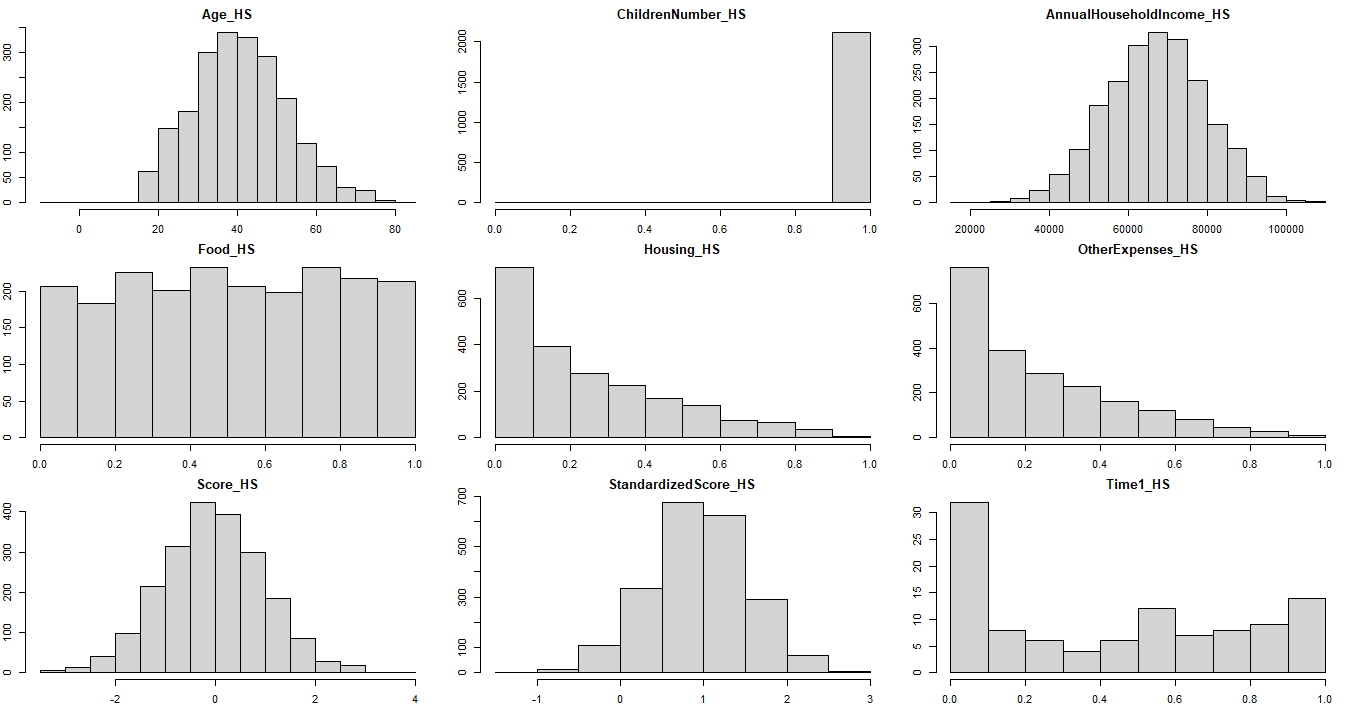 Age_HS
0 50 100 200 300
0 20 40 60 80
ChildrenNumber_HS
0 500 1000 1500 2000
0.0 0.2 0.4 0.6 0.8 1.0
AnnualHouseholdIncome_HS
0 50 100 150 200 250 300
20000 40000 60000 80000 100000
Food_HS
0 50 100 150 200
0.0 0.2 0.4 0.6 0.8 1.0
Housing_HS
0 200 400 600
0.0 0.2 0.4 0.6 0.8 1.0
OtherExpenses_HS
0 200 400 600
0.0 0.2 0.4 0.6 0.8 1.0
Score_HS
0 100 200 300 400
-2 0 2 4
StandardizedScore_HS
0 100 300 500 700
-1 0 1 2 3
Time1_HS
0 5 10 15 20 25 30
0.0 0.2 0.4 0.6 0.8 1.0